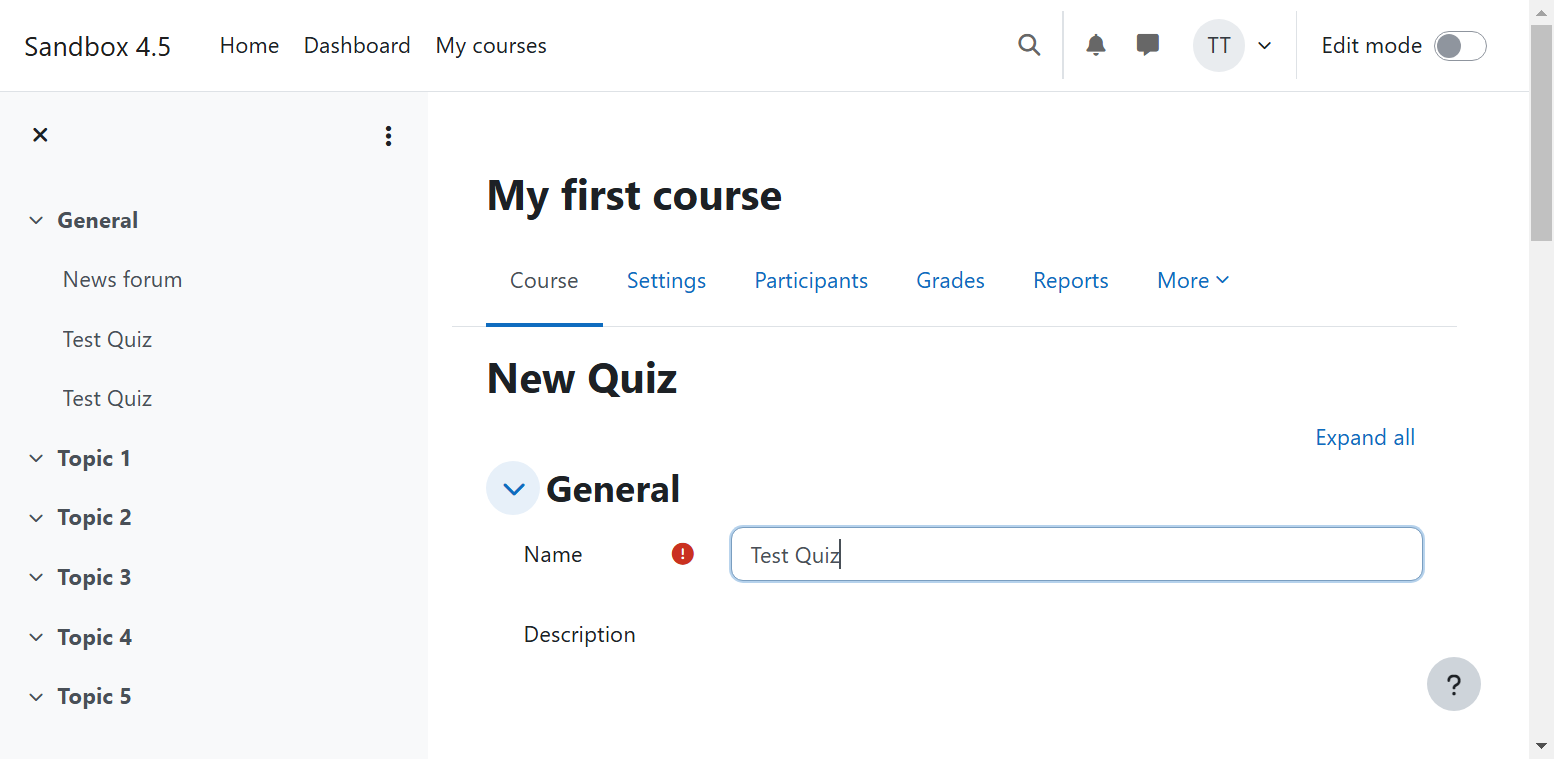 Sandbox 4.5 Home Dashboard My courses TT Edit mode
General
News forum
Test Quiz
Test Quiz
Topic 1
Topic 2
Topic 3
Topic 4
Topic 5
My first course
Course Settings Participants Grades Reports More
New Quiz
Expand all
General
Name Test Quiz
Description
?